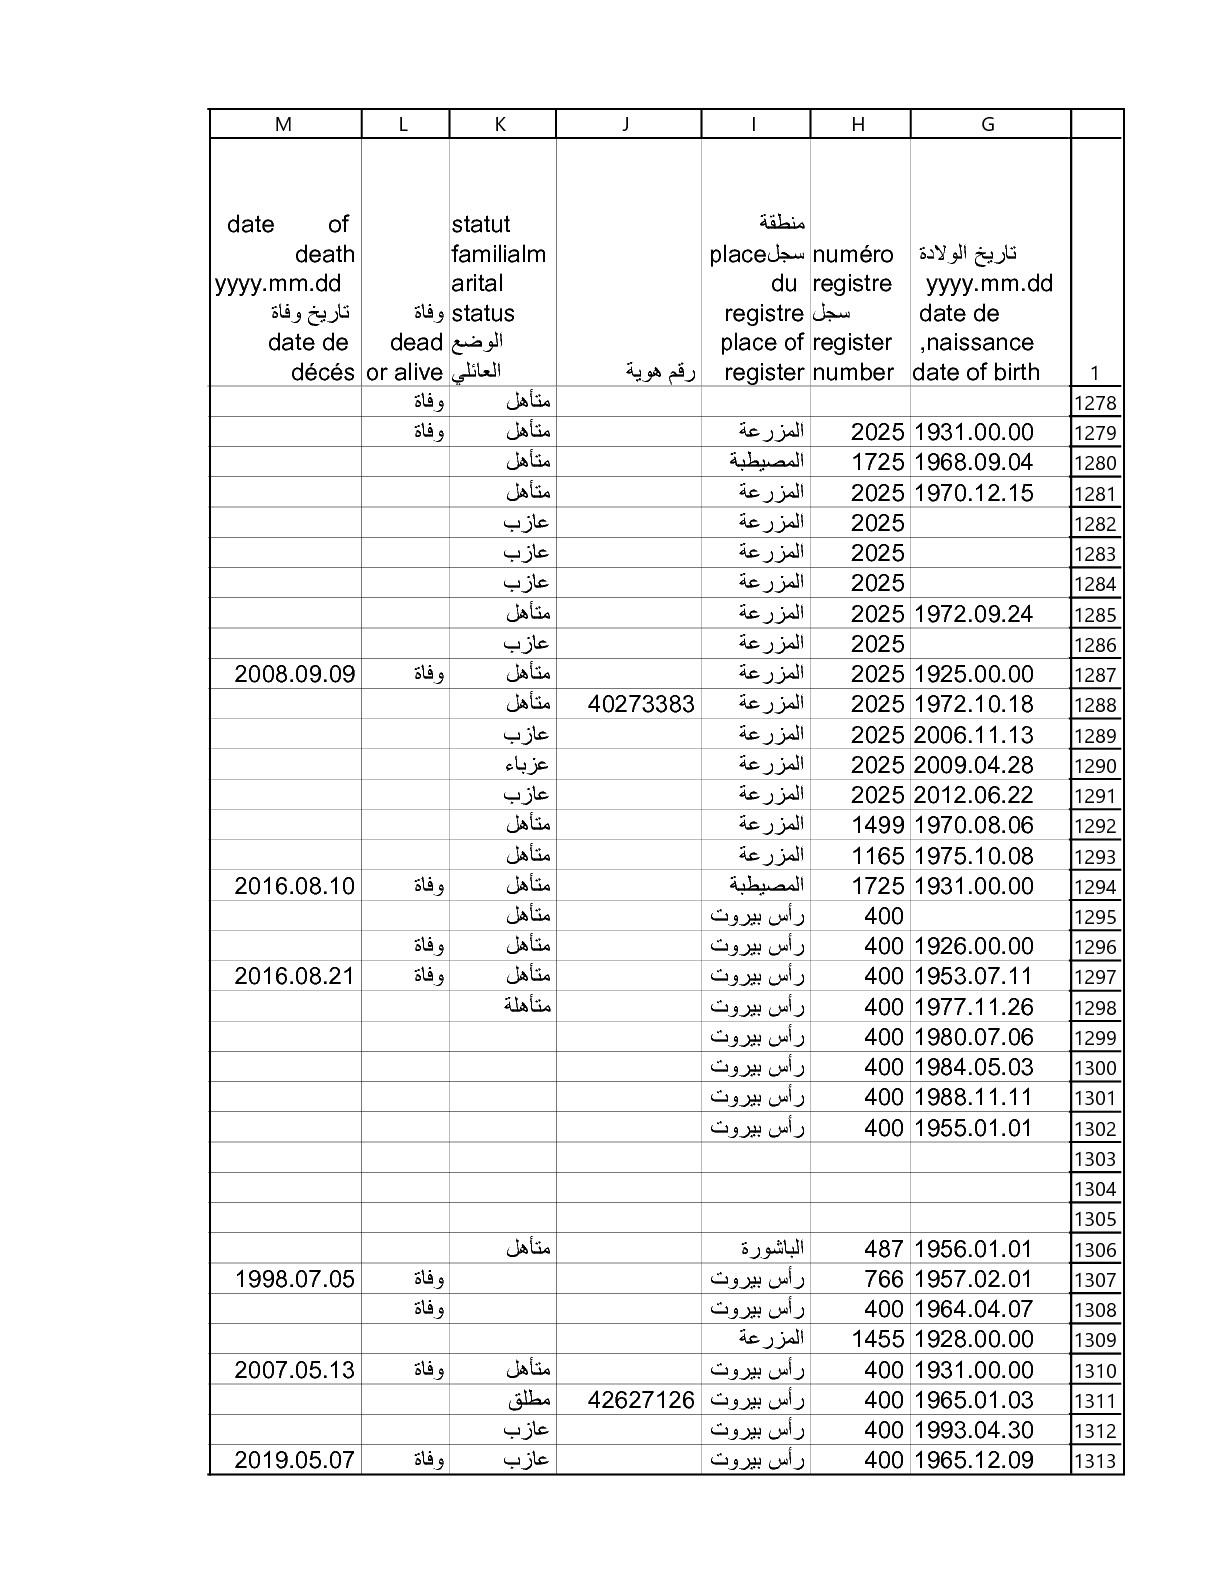 M L K J I H G
date of death yyyy.mm.dd تاريخ وفاة date de décés
وفاة dead or alive
statut familialm arital status الوضع العائلي
رقم هوية
منطقة سجلplace du registre place of register
numéro registre سجل register number
تاريخ الولادة yyyy.mm.dd date de ,naissance date of birth
1
وفاة متأهل 1278
وفاة متأهل المزرعة 2025 1931.00.00 1279
متأهل المصيطبة 1725 1968.09.04 1280
متأهل المزرعة 2025 1970.12.15 1281
عازب المزرعة 2025 1282
عازب المزرعة 2025 1283
عازب المزرعة 2025 1284
متأهل المزرعة 2025 1972.09.24 1285
عازب المزرعة 2025 1286
2008.09.09 وفاة متأهل المزرعة 2025 1925.00.00 1287
متأهل 40273383 المزرعة 2025 1972.10.18 1288
عازب المزرعة 2025 2006.11.13 1289
عزباء المزرعة 2025 2009.04.28 1290
عازب المزرعة 2025 2012.06.22 1291
متأهل المزرعة 1499 1970.08.06 1292
متأهل المزرعة 1165 1975.10.08 1293
2016.08.10 وفاة متأهل المصيطبة 1725 1931.00.00 1294
متأهل رأس بيروت 400 1295
وفاة متأهل رأس بيروت 400 1926.00.00 1296
2016.08.21 وفاة متأهل رأس بيروت 400 1953.07.11 1297
متأهلة رأس بيروت 400 1977.11.26 1298
رأس بيروت 400 1980.07.06 1299
رأس بيروت 400 1984.05.03 1300
رأس بيروت 400 1988.11.11 1301
رأس بيروت 400 1955.01.01 1302
1303
1304
1305
متأهل الباشورة 487 1956.01.01 1306
1998.07.05 وفاة رأس بيروت 766 1957.02.01 1307
وفاة رأس بيروت 400 1964.04.07 1308
المزرعة 1455 1928.00.00 1309
2007.05.13 وفاة متأهل رأس بيروت 400 1931.00.00 1310
مطلق 42627126 رأس بيروت 400 1965.01.03 1311
عازب رأس بيروت 400 1993.04.30 1312
2019.05.07 وفاة عازب رأس بيروت 400 1965.12.09 1313